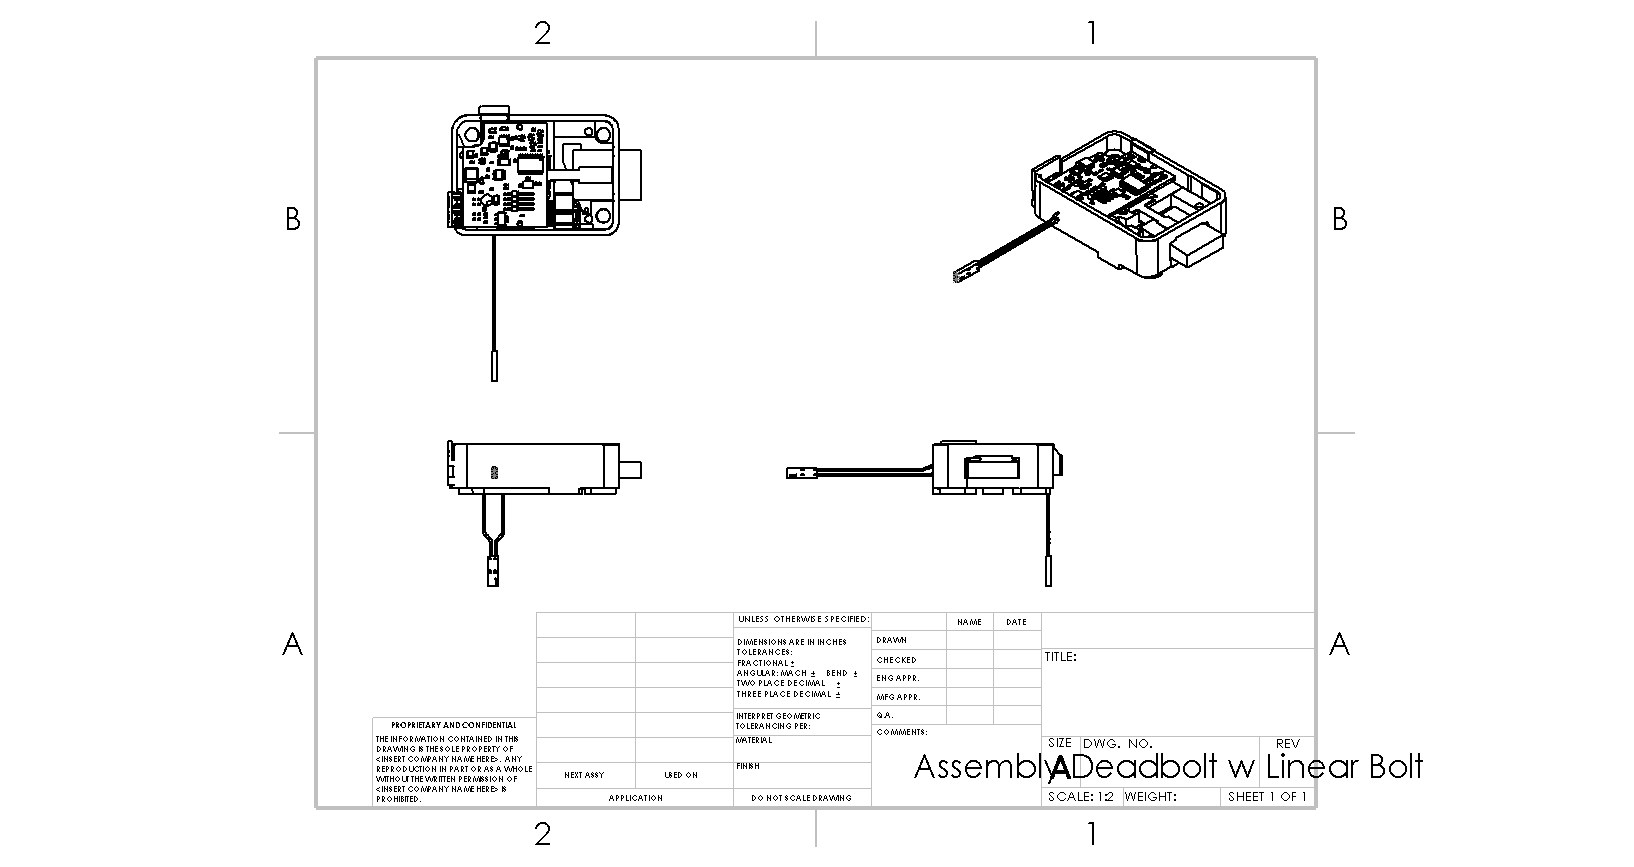 2
1
B
B
A
A
UNLESS OTHERWISE SPECIFIED:
DIMENSIONS ARE IN INCHES
TOLERANCES:
FRACTIONAL ±
ANGULAR: MACH ± BEND ±
TWO PLACE DECIMAL ±
THREE PLACE DECIMAL ±
INTERPRET GEOMETRIC
TOLERANCING PER:
MATERIAL
FINISH
DO NOT SCALE DRAWING
NAME
DATE
DRAWN
CHECKED
ENG APPR.
MFG APPR.
Q.A.
COMMENTS:
TITLE:
PROPRIETARY AND CONFIDENTIAL
THE INFORMATION CONTAINED IN THIS
DRAWING IS THE SOLE PROPERTY OF
<INSERT COMPANY NAME HERE>. ANY
REPRODUCTION IN PART OR AS A WHOLE
WITHOUT THE WRITTEN PERMISSION OF
<INSERT COMPANY NAME HERE> IS
PROHIBITED.
NEXT ASSY
USED ON
APPLICATION
SIZE
DWG. NO.
REV
A
Assembly Deadbolt w Linear Bolt
SCALE: 1:2
WEIGHT:
SHEET 1 OF 1
2
1